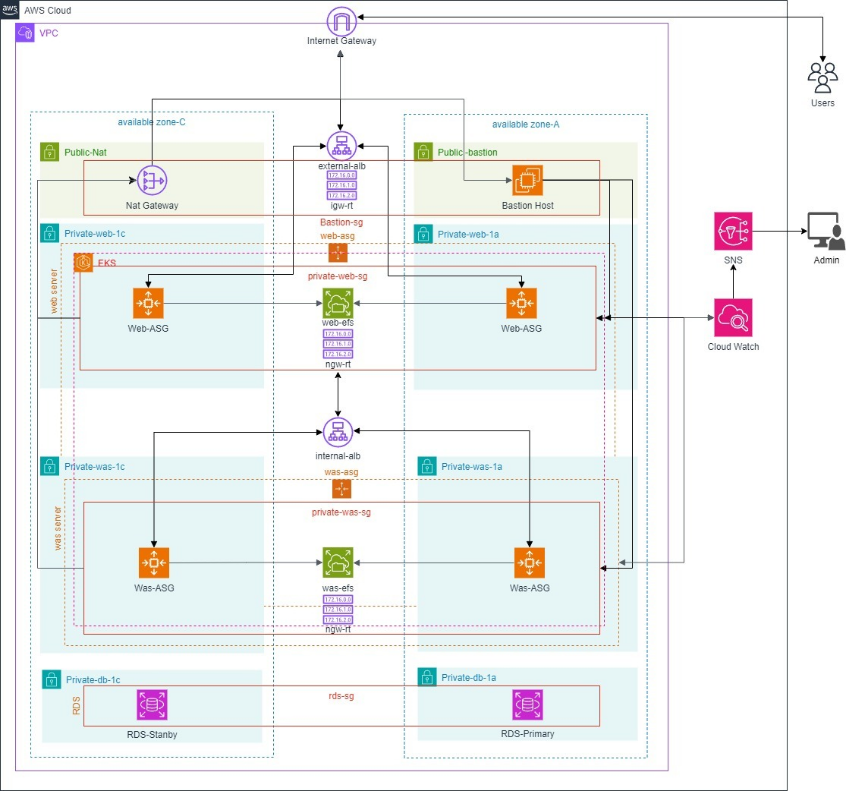 aws
AWS Cloud
VPC
Internet Gateway
Users
available zone-C
available zone-A
Public-Nat
Public -bastion
external-alb
172.16.0.0
172.16.1.0
172.16.2.0
igw-rt
Nat Gateway
Bastion Host
Bastion-sg
Private-web-1c
web-asg
Private-web-1a
SNS
Admin
EKS
private-web-sg
web server
Web-ASG
web-efs
Web-ASG
172.16.0.0
172.16.1.0
172.16.2.0
ngw-rt
Cloud Watch
internal-alb
Private-was-1c
was-asg
Private-was-1a
private-was-sg
was server
Was-ASG
was-efs
Was-ASG
172.16.0.0
172.16.1.0
172.16.2.0
ngw-rt
Private-db-1c
Private-db-1a
RDS
rds-sg
RDS-Stanby
RDS-Primary